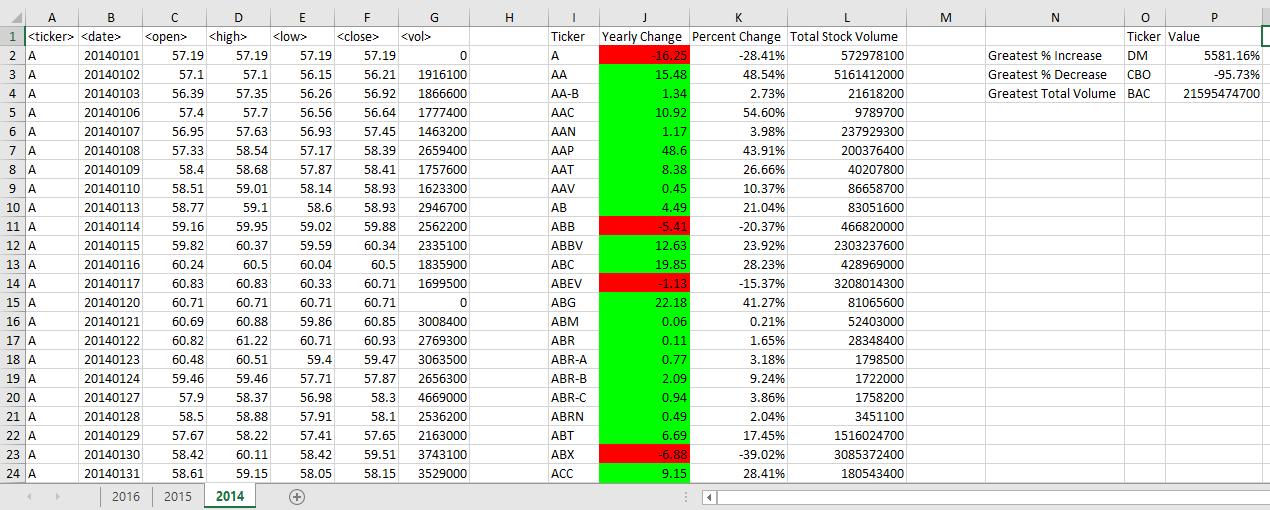 A B C D E F G H I J K L M N O P
1 <ticker> <date> <open> <high> <low> <close> <vol> Ticker Yearly Change Percent Change Total Stock Volume Ticker Value
2 A 20140101 57.19 57.19 57.19 57.19 0 A -16.25 -28.41% 572978100 Greatest % Increase DM 5581.16%
3 A 20140102 57.1 57.1 56.15 56.21 1916100 AA 15.48 48.54% 5161412000 Greatest % Decrease CBO -95.73%
4 A 20140103 56.39 57.35 56.26 56.92 1866600 AA-B 1.34 2.73% 21618200 Greatest Total Volume BAC 21595474700
5 A 20140106 57.4 57.7 56.56 56.64 1777400 AAC 10.92 54.60% 9789700
6 A 20140107 56.95 57.63 56.93 57.45 1463200 AAN 1.17 3.98% 237929300
7 A 20140108 57.33 58.54 57.17 58.39 2659400 AAP 48.6 43.91% 200376400
8 A 20140109 58.4 58.68 57.87 58.41 1757600 AAT 8.38 26.66% 40207800
9 A 20140110 58.51 59.01 58.14 58.93 1623300 AAV 0.45 10.37% 86658700
10 A 20140113 58.77 59.1 58.6 58.93 2946700 AB 4.49 21.04% 83051600
11 A 20140114 59.16 59.95 59.02 59.88 2562200 ABB -5.41 -20.37% 466820000
12 A 20140115 59.82 60.37 59.59 60.34 2335100 ABBV 12.63 23.92% 2303237600
13 A 20140116 60.24 60.5 60.04 60.5 1835900 ABC 19.85 28.23% 428969000
14 A 20140117 60.83 60.83 60.33 60.71 1699500 ABEV -1.13 -15.37% 3208014300
15 A 20140120 60.71 60.71 60.71 60.71 0 ABG 22.18 41.27% 81065600
16 A 20140121 60.69 60.88 59.86 60.85 3008400 ABM 0.06 0.21% 52403000
17 A 20140122 60.82 61.22 60.71 60.93 2769300 ABR 0.11 1.65% 28348400
18 A 20140123 60.48 60.51 59.4 59.47 3063500 ABR-A 0.77 3.18% 1798500
19 A 20140124 59.46 59.46 57.71 57.87 2656300 ABR-B 2.09 9.24% 1722000
20 A 20140127 57.9 58.37 56.98 58.3 4669000 ABR-C 0.94 3.86% 1758200
21 A 20140128 58.5 58.88 57.91 58.1 2536200 ABRN 0.49 2.04% 3451100
22 A 20140129 57.67 58.22 57.41 57.65 2163000 ABT 6.69 17.45% 1516024700
23 A 20140130 58.42 60.11 58.42 59.51 3743100 ABX -6.88 -39.02% 3085372400
24 A 20140131 58.61 59.15 58.05 58.15 3529000 ACC 9.15 28.41% 180543400
2016 2015 2014